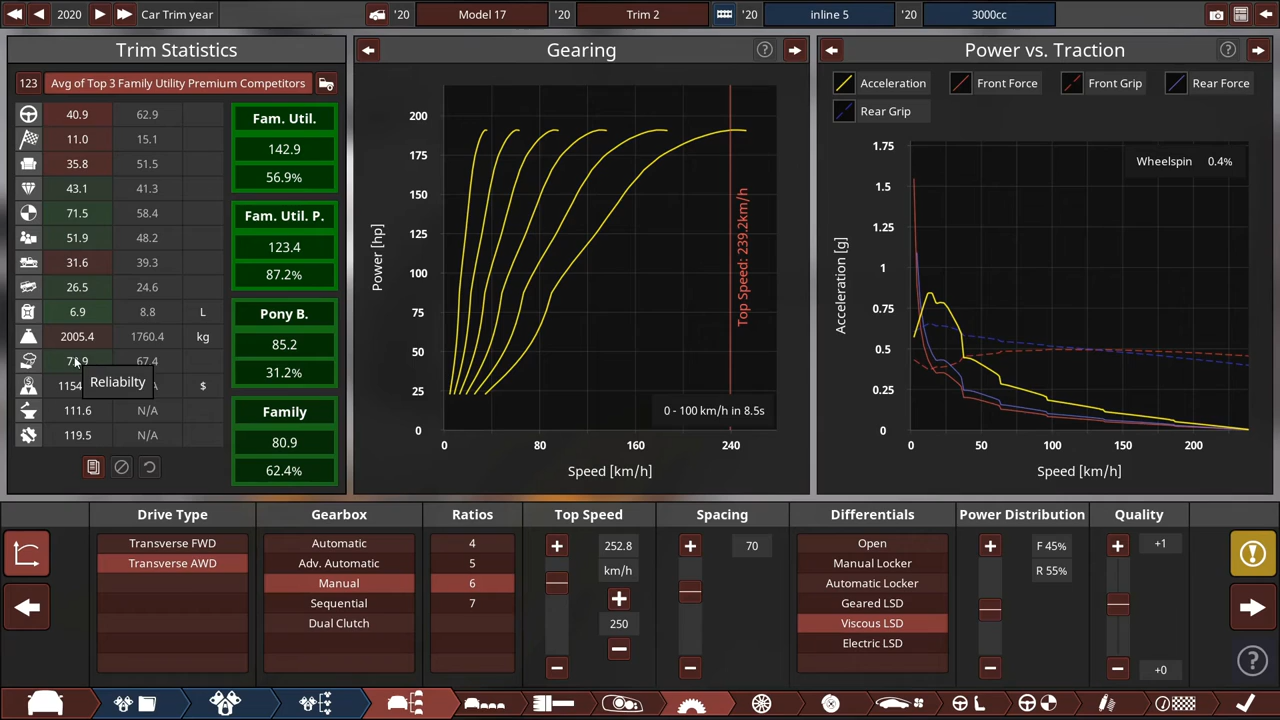 2020
Car Trim year
'20
Model 17
'20
Trim 2
'20
inline 5
'20
3000cc
Trim Statistics
123
Avg of Top 3 Family Utility Premium Competitors
40.9 62.9
11.0 15.1
35.8 51.5
43.1 41.3
71.5 58.4
51.9 48.2
31.6 39.3
26.5 24.6
6.9 8.8 L
2005.4 1760.4 kg
67.4
Reliabilty
1154 $
111.6 N/A
119.5 N/A
Fam. Util.
142.9
56.9%
Fam. Util. P.
123.4
87.2%
Pony B.
85.2
31.2%
Family
80.9
62.4%
Gearing
?
Power [hp]
200
175
150
125
100
75
50
25
0
0 80 160 240
Speed [km/h]
Top Speed: 239.2km/h
0 - 100 km/h in 8.5s
Power vs. Traction
?
Acceleration
Front Force
Front Grip
Rear Force
Rear Grip
Wheelspin 0.4%
Acceleration [g]
1.75
1.5
1.25
1
0.75
0.5
0.25
0
0 50 100 150 200
Speed [km/h]
Drive Type
Transverse FWD
Transverse AWD
Gearbox
Automatic
Adv. Automatic
Manual
Sequential
Dual Clutch
Ratios
4
5
6
7
Top Speed
252.8
km/h
250
Spacing
70
Differentials
Open
Manual Locker
Automatic Locker
Geared LSD
Viscous LSD
Electric LSD
Power Distribution
F 45%
R 55%
Quality
+1
+0
?